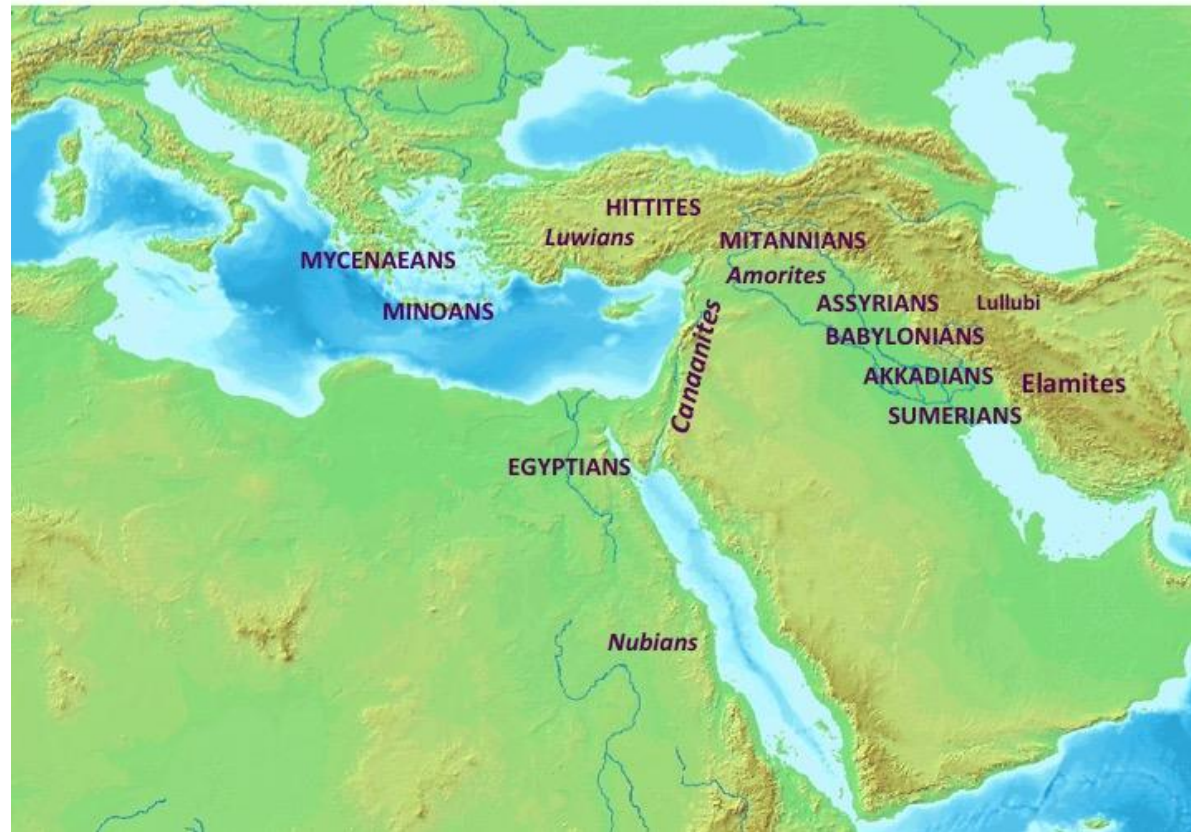 HITTITES
Luwians
MITANNIANS
MYCENAEANS
Amorites
MINOANS
ASSYRIANS
Lullubi
BABYLONIANS
Canaanites
AKKADIANS
Elamites
SUMERIANS
EGYPTIANS
Nubians